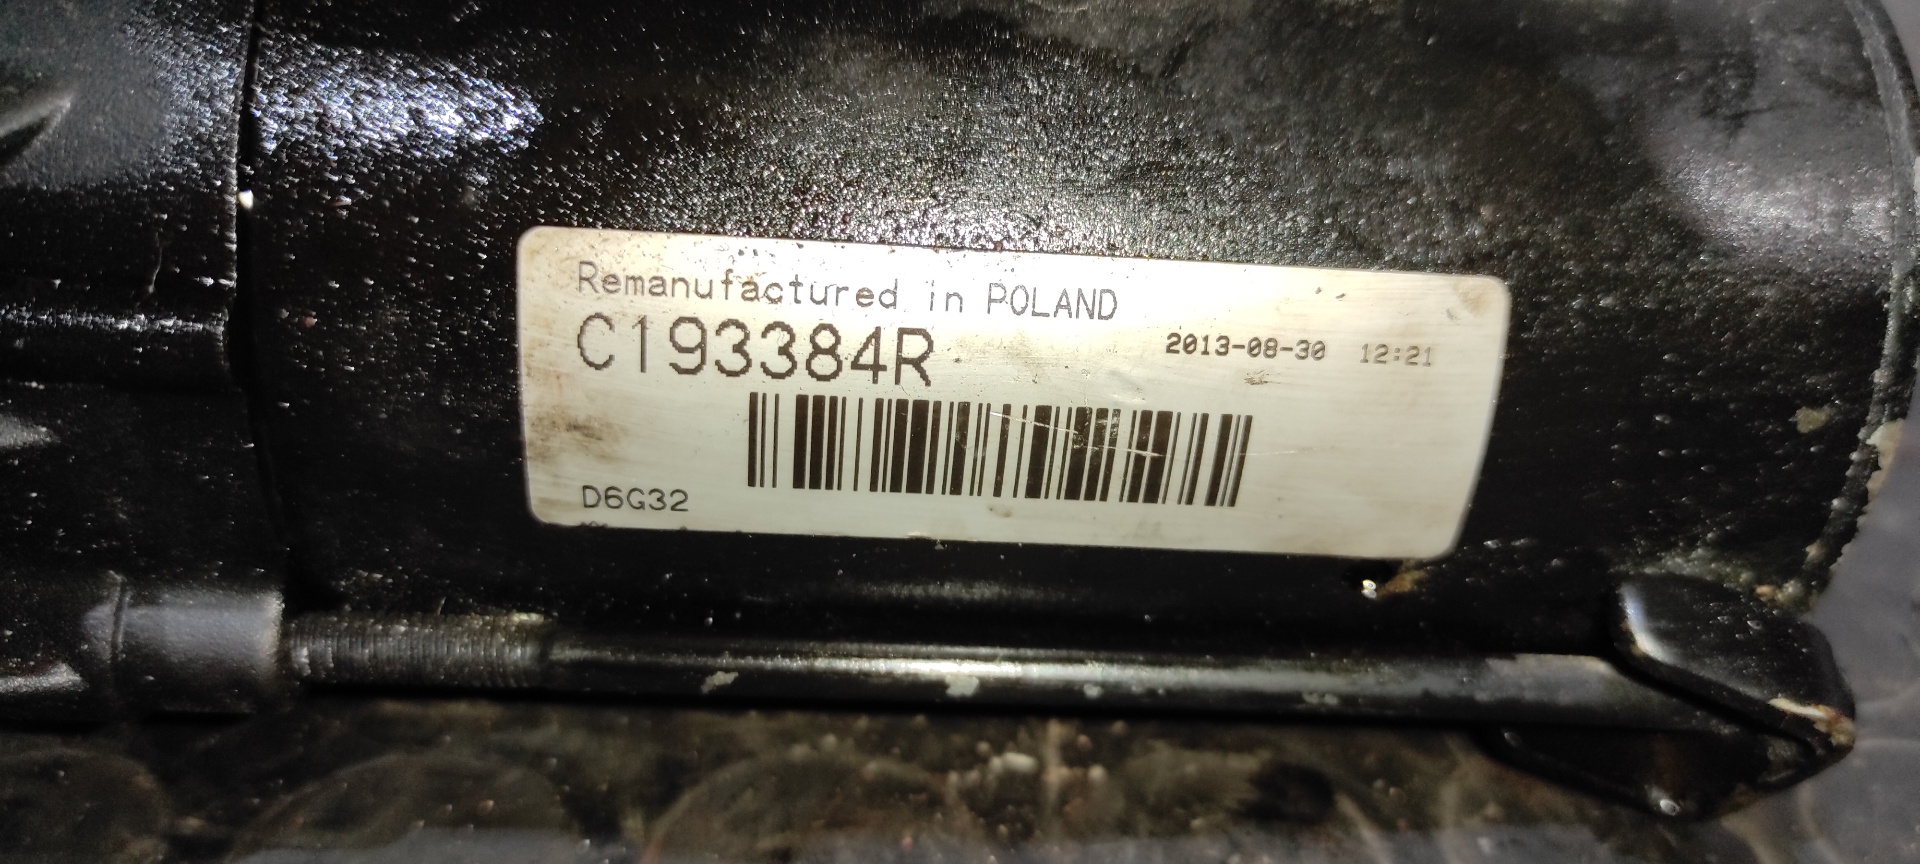 Remanufactured in POLAND
C193384R
2013-08-30 12:21
D6G32